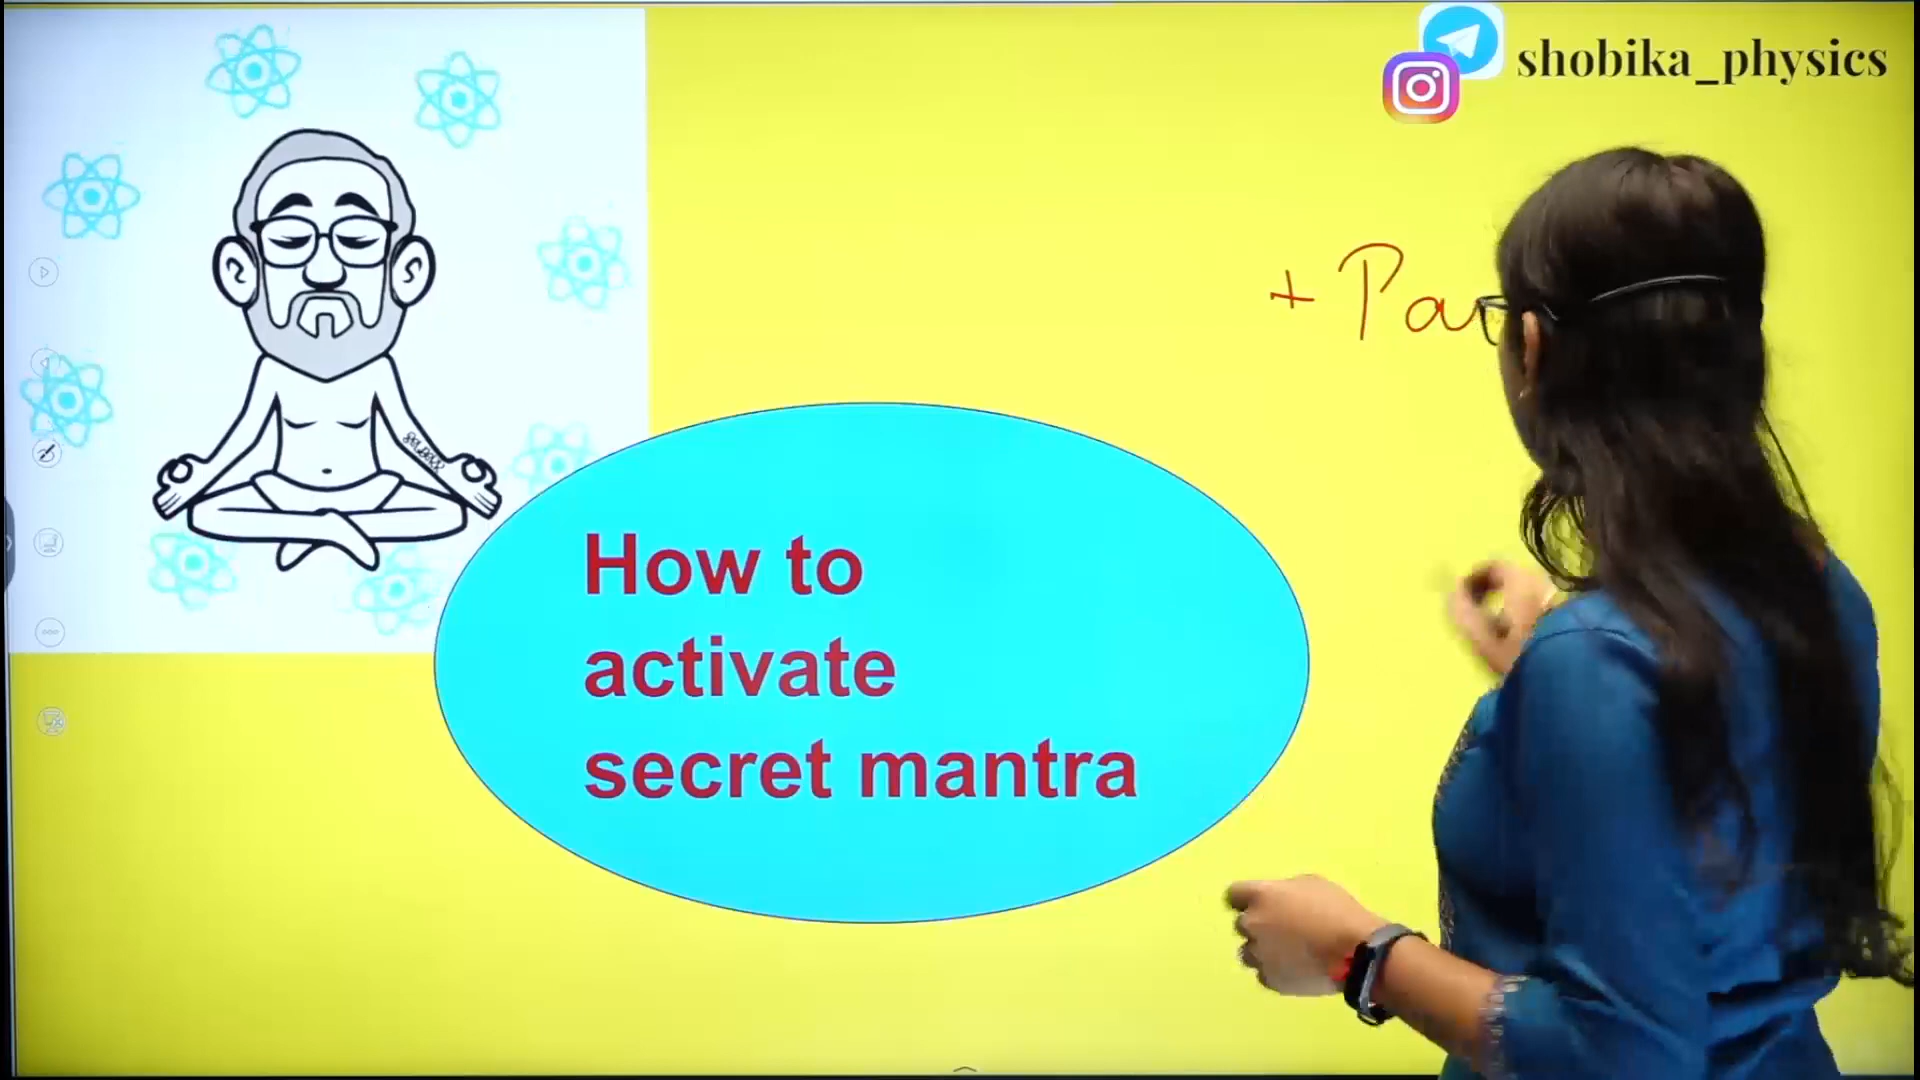 shobika_physics
+ Pa
How to
activate
secret mantra